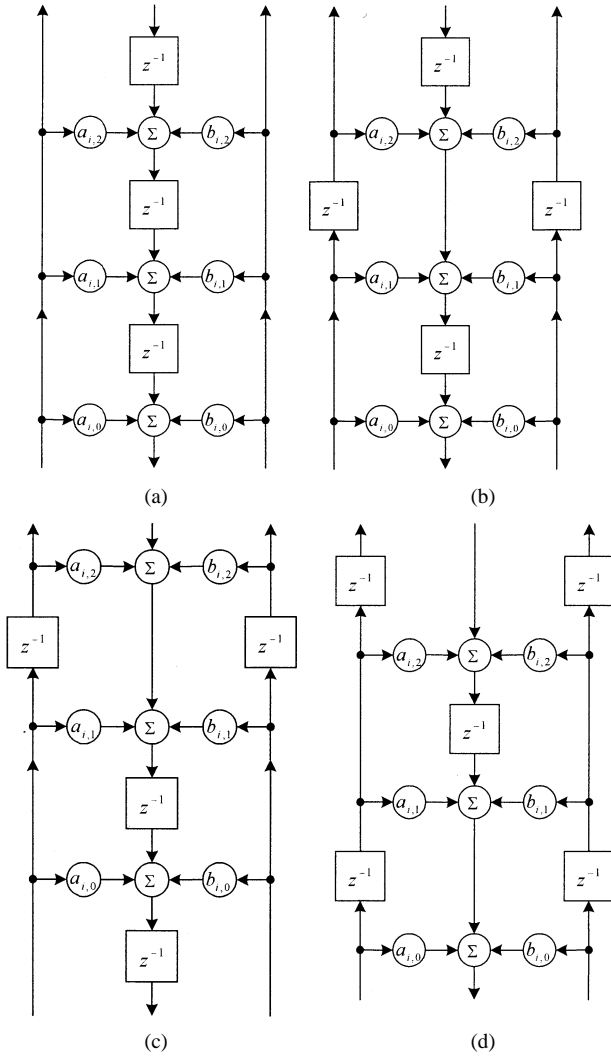 z⁻¹ z⁻¹
a_{i,2} Σ b_{i,2} a_{i,2} Σ b_{i,2}
z⁻¹ z⁻¹ z⁻¹
a_{i,1} Σ b_{i,1} a_{i,1} Σ b_{i,1}
z⁻¹ z⁻¹
a_{i,0} Σ b_{i,0} a_{i,0} Σ b_{i,0}
(a) (b)
a_{i,2} Σ b_{i,2} z⁻¹ z⁻¹
z⁻¹ z⁻¹ a_{i,2} Σ b_{i,2}
a_{i,1} Σ b_{i,1} z⁻¹
z⁻¹ a_{i,1} Σ b_{i,1}
a_{i,0} Σ b_{i,0} z⁻¹ z⁻¹
z⁻¹ a_{i,0} Σ b_{i,0}
(c) (d)